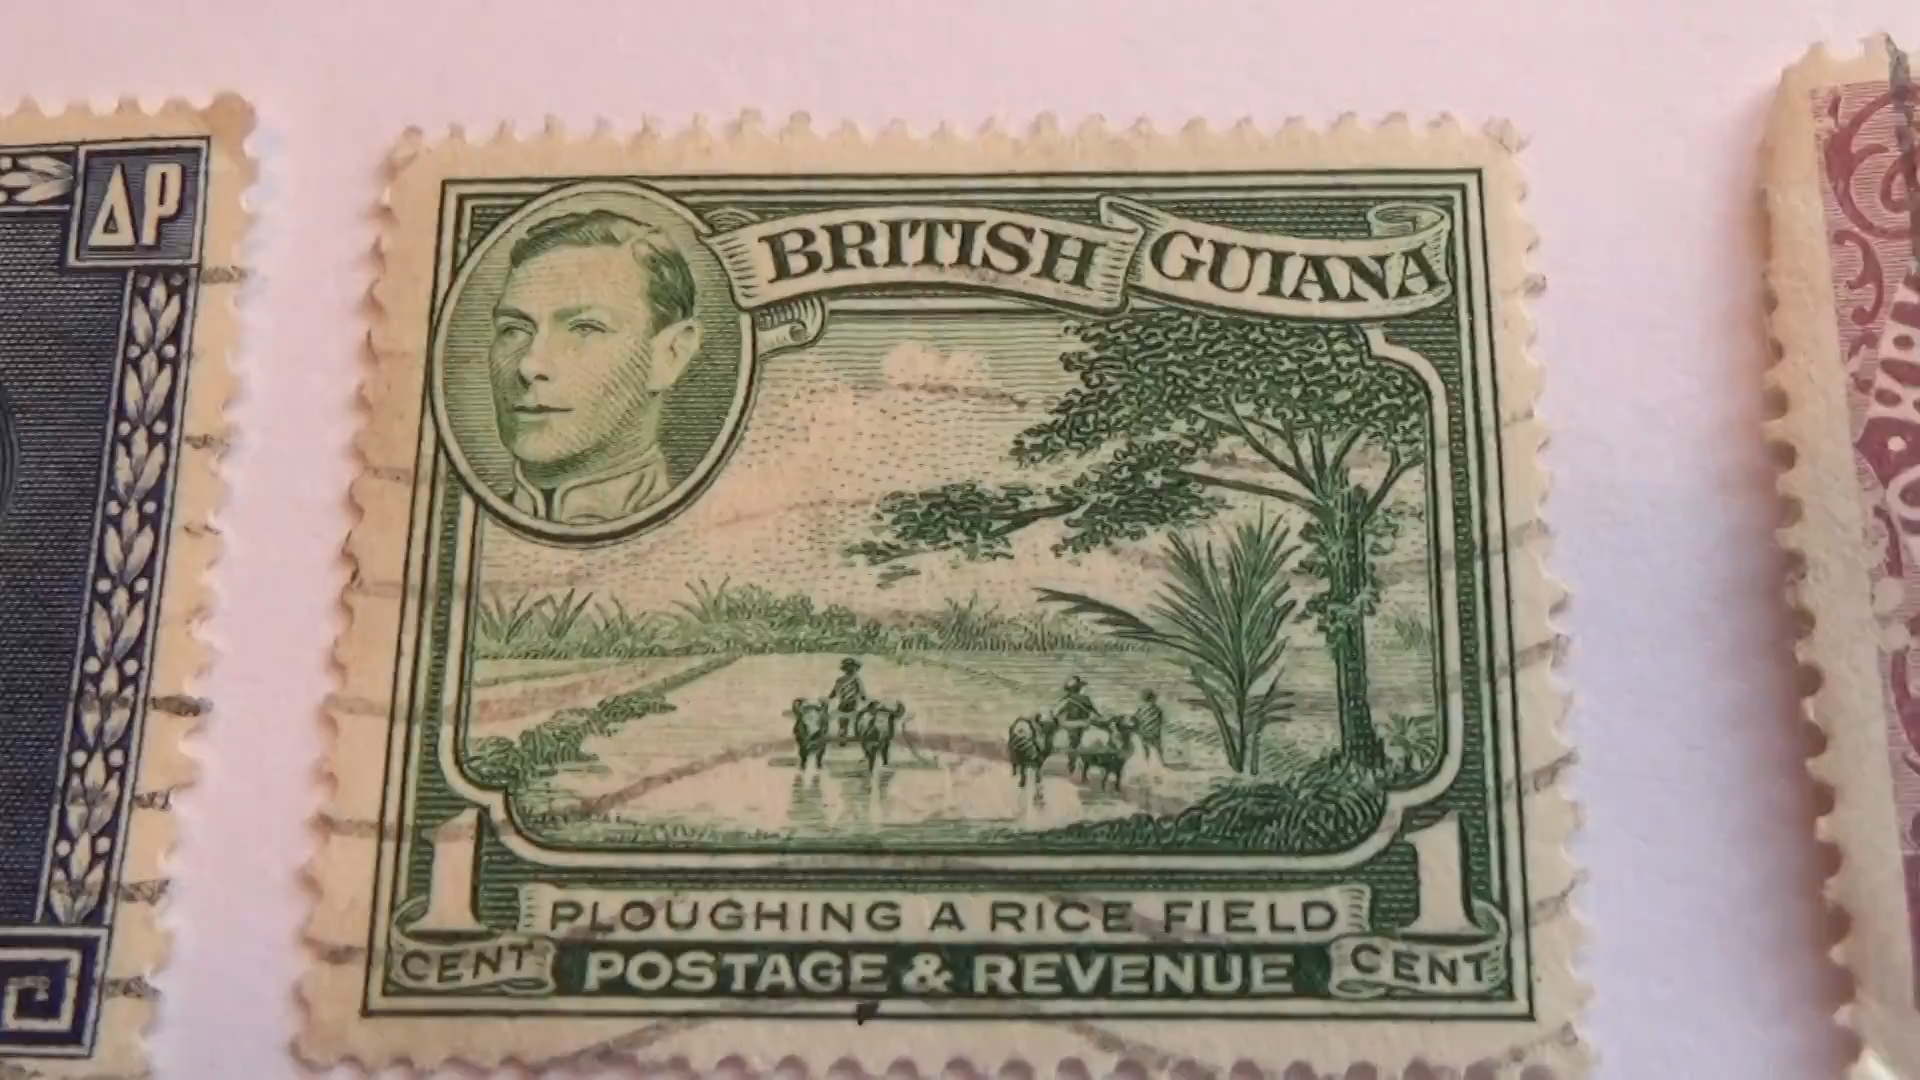 ΔΡ
BRITISH GUIANA
1 1
PLOUGHING A RICE FIELD
CENT CENT
POSTAGE & REVENUE